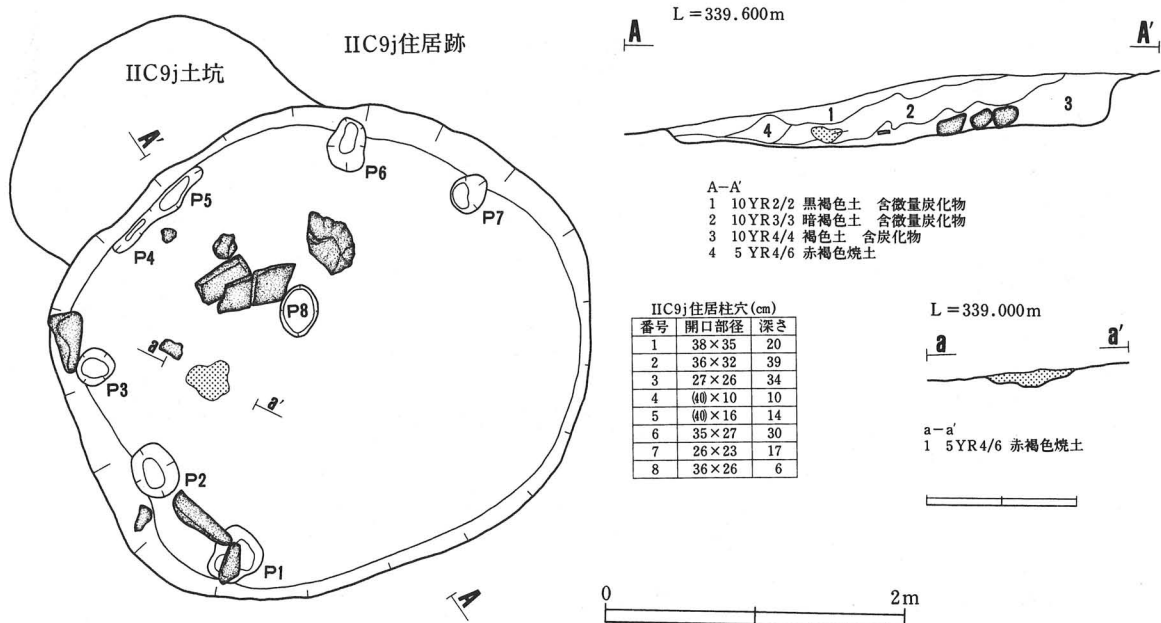 IIC9j住居跡
IIC9j土坑
A'
P6
P5
P7
P4
P8
a
P3
a'
P2
P1
A
L=339.600m
A
A'
1
2
3
4
A-A'
1 10YR2/2 黒褐色土 含微量炭化物
2 10YR3/3 暗褐色土 含微量炭化物
3 10YR4/4 褐色土 含炭化物
4 5YR4/6 赤褐色焼土
IIC9j住居柱穴(cm)
番号 開口部径 深さ
1 38×35 20
2 36×32 39
3 27×26 34
4 (40)×10 10
5 (40)×16 14
6 35×27 30
7 26×23 17
8 36×26 6
L=339.000m
a
a'
a-a'
1 5YR4/6 赤褐色焼土
0 2m